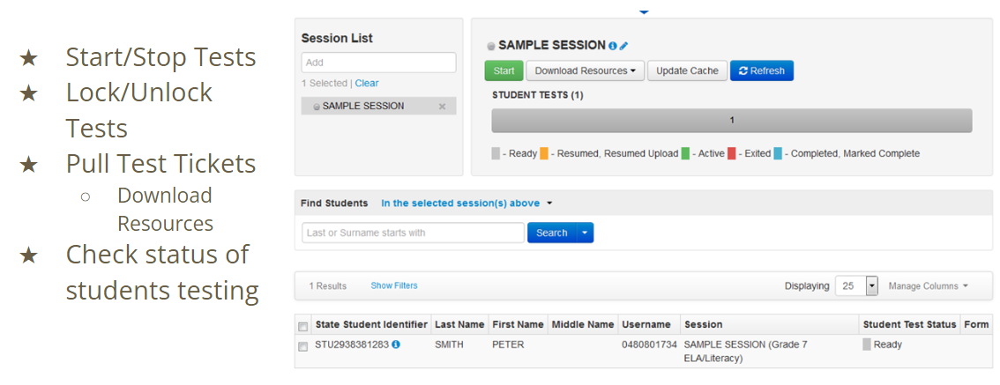 ★ Start/Stop Tests
★ Lock/Unlock
Tests
★ Pull Test Tickets
○ Download
Resources
★ Check status of
students testing
Session List
Add
1 Selected | Clear
SAMPLE SESSION ×
SAMPLE SESSION
Start Download Resources Update Cache Refresh
STUDENT TESTS (1)
1
- Ready - Resumed, Resumed Upload - Active - Exited - Completed, Marked Complete
Find Students In the selected session(s) above
Last or Surname starts with Search
1 Results Show Filters Displaying 25 Manage Columns
State Student Identifier Last Name First Name Middle Name Username Session Student Test Status Form
STU2938381283 SMITH PETER 0480801734 SAMPLE SESSION (Grade 7 Ready
ELA/Literacy)